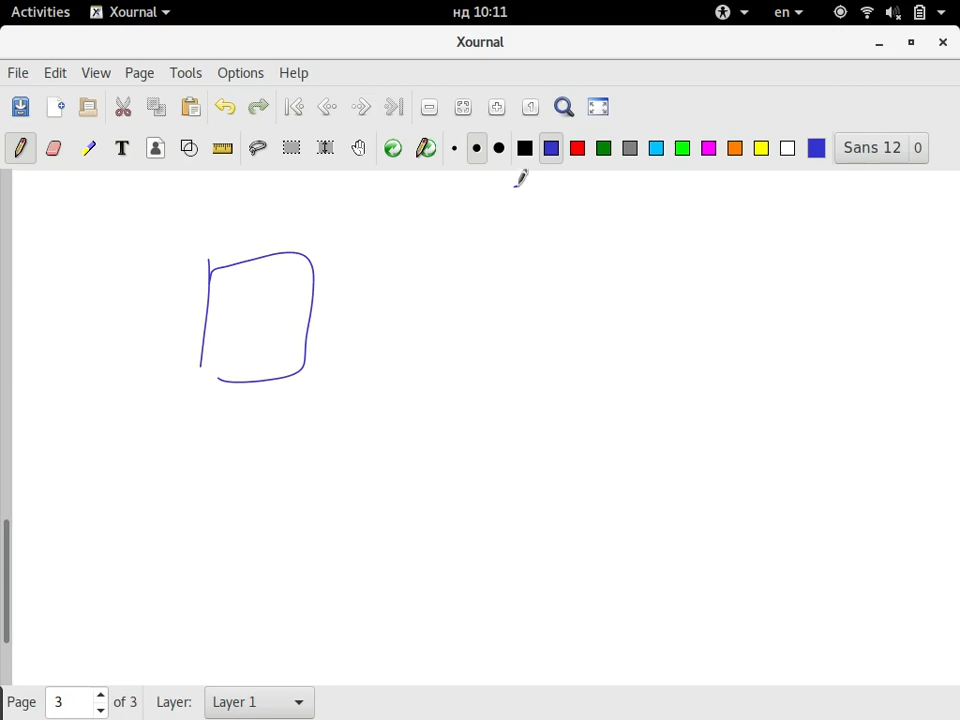 Activities Xournal нд 10:11 en
Xournal
File Edit View Page Tools Options Help
T Sans 12 0
Page 3 of 3 Layer: Layer 1